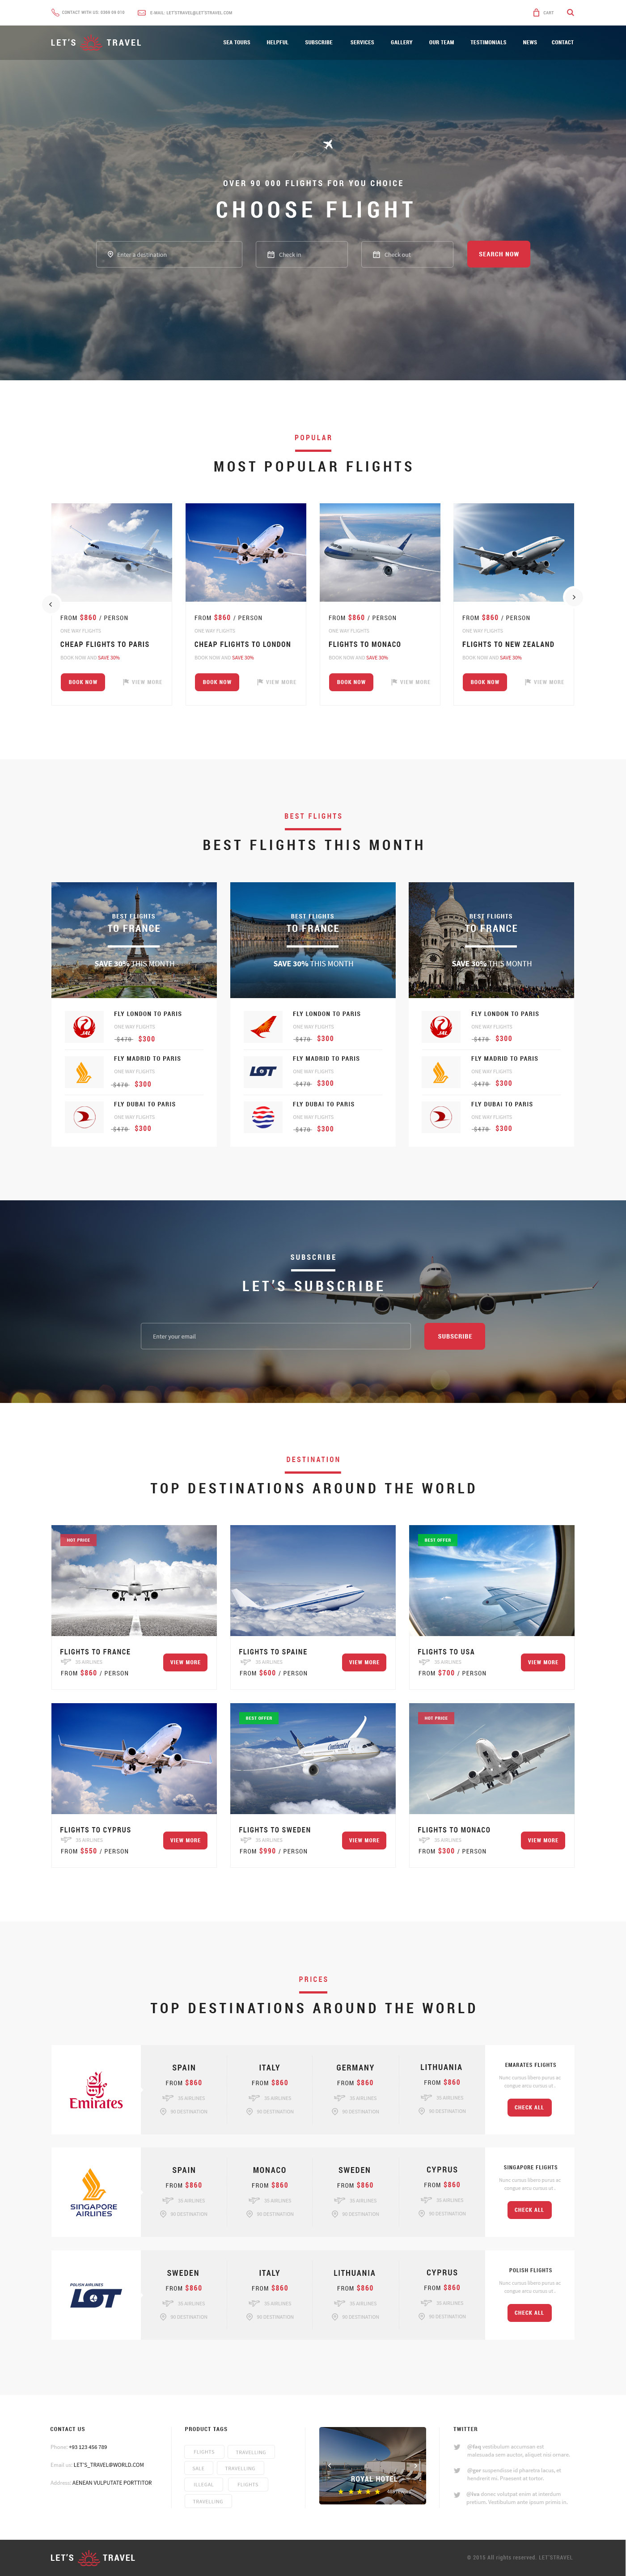 CONTACT WITH US: 0369 69 610
E-MAIL: LET'STRAVEL@LET'STRAVEL.COM
CART
LET'S TRAVEL
SEA TOURS HELPFUL SUBSCRIBE SERVICES GALLERY OUR TEAM TESTIMONIALS NEWS CONTACT
OVER 90 000 FLIGHTS FOR YOU CHOICE
CHOOSE FLIGHT
Enter a destination Check in Check out SEARCH NOW
POPULAR
MOST POPULAR FLIGHTS
FROM $860 / PERSON
ONE WAY FLIGHTS
CHEAP FLIGHTS TO PARIS
BOOK NOW AND SAVE 30%
BOOK NOW VIEW MORE
FROM $860 / PERSON
ONE WAY FLIGHTS
CHEAP FLIGHTS TO LONDON
BOOK NOW AND SAVE 30%
BOOK NOW VIEW MORE
FROM $860 / PERSON
ONE WAY FLIGHTS
FLIGHTS TO MONACO
BOOK NOW AND SAVE 30%
BOOK NOW VIEW MORE
FROM $860 / PERSON
ONE WAY FLIGHTS
FLIGHTS TO NEW ZEALAND
BOOK NOW AND SAVE 30%
BOOK NOW VIEW MORE
BEST FLIGHTS
BEST FLIGHTS THIS MONTH
BEST FLIGHTS
TO FRANCE
SAVE 30% THIS MONTH
JAL
FLY LONDON TO PARIS
ONE WAY FLIGHTS
$470 $300
FLY MADRID TO PARIS
ONE WAY FLIGHTS
$470 $300
FLY DUBAI TO PARIS
ONE WAY FLIGHTS
$470 $300
BEST FLIGHTS
TO FRANCE
SAVE 30% THIS MONTH
FLY LONDON TO PARIS
ONE WAY FLIGHTS
$470 $300
LOT
FLY MADRID TO PARIS
ONE WAY FLIGHTS
$470 $300
FLY DUBAI TO PARIS
ONE WAY FLIGHTS
$470 $300
BEST FLIGHTS
TO FRANCE
SAVE 30% THIS MONTH
JAL
FLY LONDON TO PARIS
ONE WAY FLIGHTS
$470 $300
FLY MADRID TO PARIS
ONE WAY FLIGHTS
$470 $300
FLY DUBAI TO PARIS
ONE WAY FLIGHTS
$470 $300
SUBSCRIBE
LET'S SUBSCRIBE
Enter your email SUBSCRIBE
DESTINATION
TOP DESTINATIONS AROUND THE WORLD
HOT PRICE
FLIGHTS TO FRANCE
35 AIRLINES
FROM $860 / PERSON
VIEW MORE
FLIGHTS TO SPAINE
35 AIRLINES
FROM $600 / PERSON
VIEW MORE
BEST OFFER
FLIGHTS TO USA
35 AIRLINES
FROM $700 / PERSON
VIEW MORE
FLIGHTS TO CYPRUS
35 AIRLINES
FROM $550 / PERSON
VIEW MORE
BEST OFFER
Continental
FLIGHTS TO SWEDEN
35 AIRLINES
FROM $990 / PERSON
VIEW MORE
HOT PRICE
FLIGHTS TO MONACO
35 AIRLINES
FROM $300 / PERSON
VIEW MORE
PRICES
TOP DESTINATIONS AROUND THE WORLD
Emirates
SPAIN ITALY GERMANY LITHUANIA
FROM $860 FROM $860 FROM $860 FROM $860
35 AIRLINES 35 AIRLINES 35 AIRLINES 35 AIRLINES
90 DESTINATION 90 DESTINATION 90 DESTINATION 90 DESTINATION
EMARATES FLIGHTS
Nunc cursus libero purus ac
congue arcu cursus ut .
CHECK ALL
SINGAPORE
AIRLINES
SPAIN MONACO SWEDEN CYPRUS
FROM $860 FROM $860 FROM $860 FROM $860
35 AIRLINES 35 AIRLINES 35 AIRLINES 35 AIRLINES
90 DESTINATION 90 DESTINATION 90 DESTINATION 90 DESTINATION
SINGAPORE FLIGHTS
Nunc cursus libero purus ac
congue arcu cursus ut .
CHECK ALL
POLISH AIRLINES
LOT
SWEDEN ITALY LITHUANIA CYPRUS
FROM $860 FROM $860 FROM $860 FROM $860
35 AIRLINES 35 AIRLINES 35 AIRLINES 35 AIRLINES
90 DESTINATION 90 DESTINATION 90 DESTINATION 90 DESTINATION
POLISH FLIGHTS
Nunc cursus libero purus ac
congue arcu cursus ut .
CHECK ALL
CONTACT US
Phone: +93 123 456 789
Email us: LET'S_TRAVEL@WORLD.COM
Address: AENEAN VULPUTATE PORTTITOR
PRODUCT TAGS
FLIGHTS TRAVELLING
SALE TRAVELLING
ILLEGAL FLIGHTS
TRAVELLING
ROYAL HOTEL
TWITTER
vestibulum accumsan est
malesuada sem auctor, aliquet nisi ornare.
suspendisse id pharetra lacus, et
hendrerit mi. Praesent at tortor.
donec volutpat enim at interdum
pretium. Vestibulum ante ipsum primis in.
LET'S TRAVEL
© 2015 All rights reserved. LET'STRAVEL